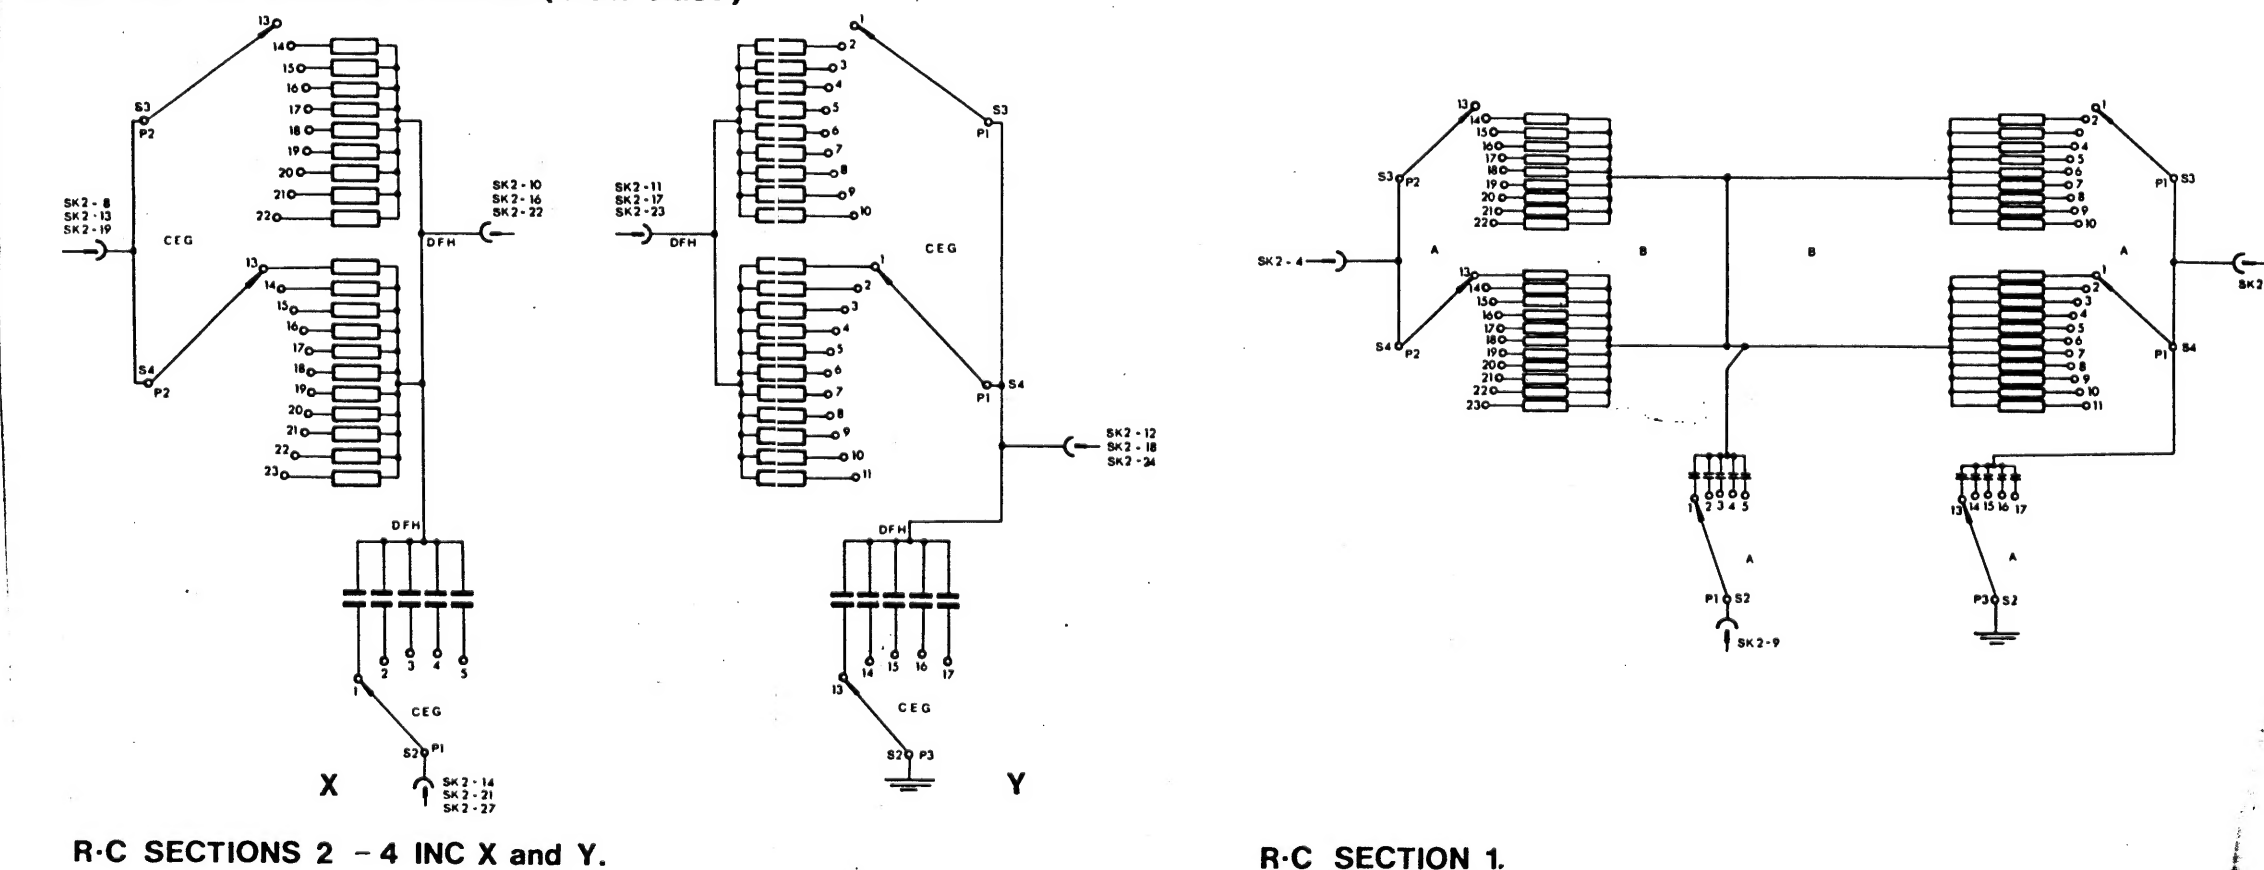 13
14
15
16
17
18
19
20
21
22
S3
P2
SK2-8
SK2-13
SK2-19
CEG
SK2-10
SK2-16
SK2-22
DFH
13
14
15
16
17
18
19
20
21
22
23
S4
P2
DFH
1
2
3
4
5
CEG
S2 P1
SK2-14
SK2-21
SK2-27
X
1
2
3
4
5
6
7
8
9
10
S3
P1
SK2-11
SK2-17
SK2-23
DFH
CEG
1
2
3
4
5
6
7
8
9
10
11
S4
P1
SK2-12
SK2-18
SK2-24
DFH
13
14
15
16
17
CEG
S2 P3
Y
R·C SECTIONS 2 – 4 INC X and Y.
13
14
15
16
17
18
19
20
21
22
S3 P2
SK2-4
A
B
13
14
15
16
17
18
19
20
21
22
23
S4 P2
1
2
4
5
6
7
8
9
10
P1 S3
B
A
SK2
1
2
3
4
5
6
7
8
9
10
11
P1 S4
1 2 3 4 5
A
P1 S2
SK2-9
13 14 15 16 17
A
P3 S2
R·C SECTION 1.